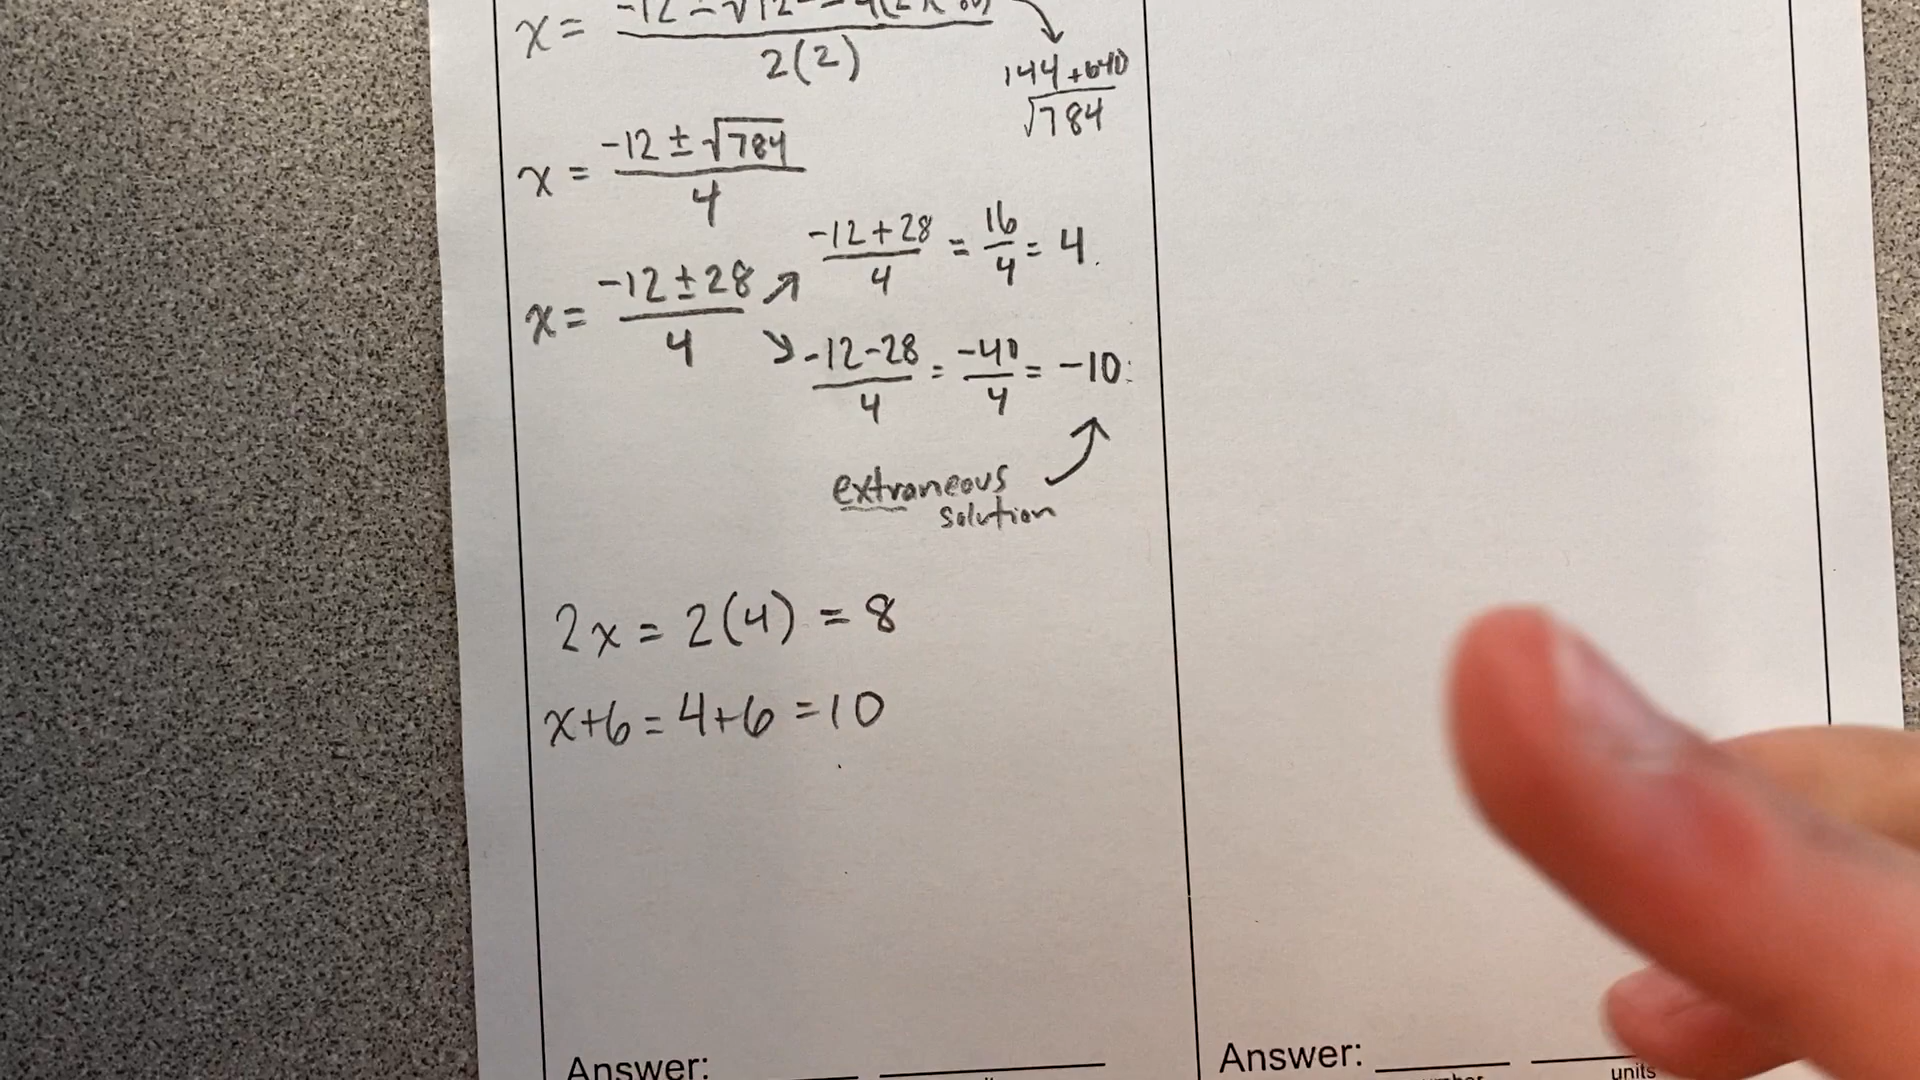 x = / 2(2)
144 + 640
√784
x = (-12 ± √784) / 4
x = (-12 ± 28) / 4
↗ (-12 + 28) / 4 = 16 / 4 = 4
↘ (-12 - 28) / 4 = -40 / 4 = -10
extraneous
solution
2x = 2(4) = 8
x + 6 = 4 + 6 = 10
Answer:
Answer:
units